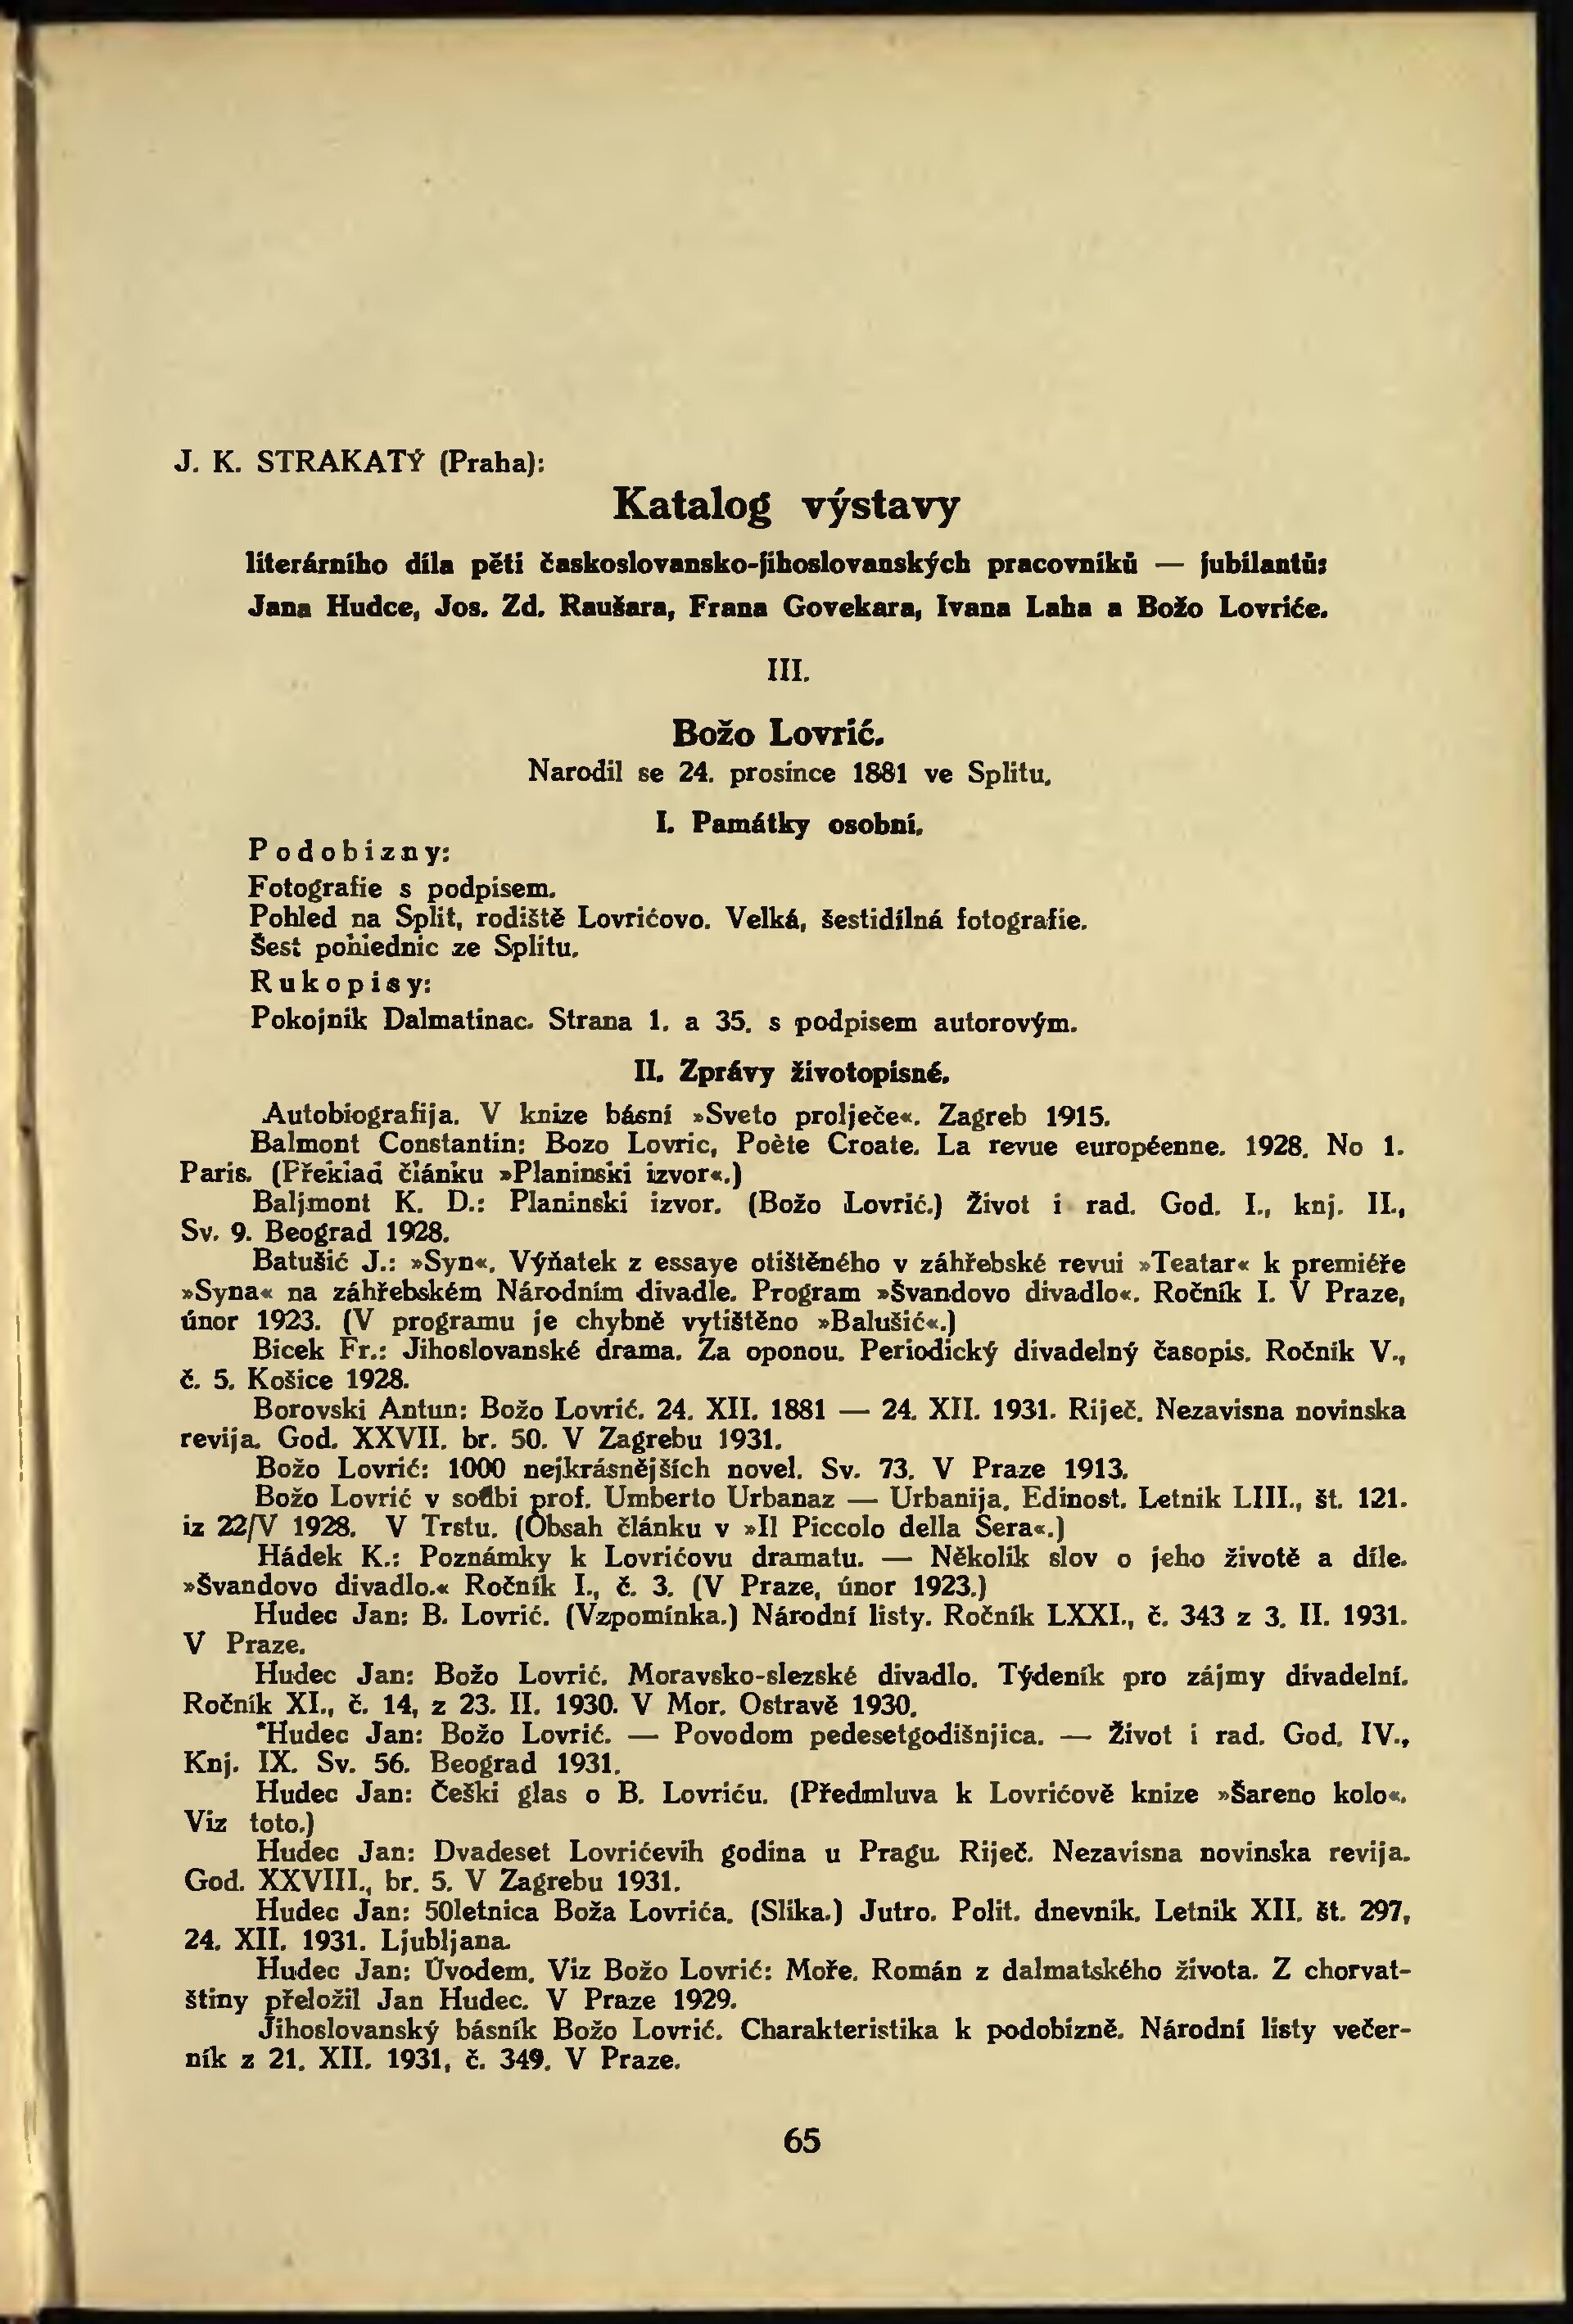 J. K. STRAKATÝ (Praha):
Katalog výstavy
literárního díla pěti časkoslovansko-jihoslovanských pracovníků — jubilantů:
Jana Hudce, Jos. Zd. Raušara, Frana Govekara, Ivana Laha a Božo Lovriće.
III.
Božo Lovrić.
Narodil se 24. prosince 1881 ve Splitu.
I. Památky osobní.
Podobizny:
Fotografie s podpisem.
Pohled na Split, rodiště Lovrićovo. Velká, šestidílná fotografie.
Šest pohlednic ze Splitu.
Rukopisy:
Pokojnik Dalmatinac. Strana 1. a 35. s podpisem autorovým.
II. Zprávy životopisné.
Autobiografija. V knize básní »Sveto prolječe«. Zagreb 1915.
Balmont Constantin: Bozo Lovric, Poète Croate. La revue européenne. 1928. No 1.
Paris. (Překlad článku »Planinski izvor«.)
Baljmont K. D.: Planinski izvor. (Božo Lovrić.) Život i rad. God. I., knj. II.,
Sv. 9. Beograd 1928.
Batušić J.: »Syn«. Výňatek z essaye otištěného v záhřebské revui »Teatar« k premiéře
»Syna« na záhřebském Národním divadle. Program »Švandovo divadlo«. Ročník I. V Praze,
únor 1923. (V programu je chybně vytištěno »Balušić«.)
Bicek Fr.: Jihoslovanské drama. Za oponou. Periodický divadelný časopis. Ročník V.,
č. 5. Košice 1928.
Borovski Antun: Božo Lovrić. 24. XII. 1881 — 24. XII. 1931. Riječ. Nezavisna novinska
revija. God. XXVII. br. 50. V Zagrebu 1931.
Božo Lovrić: 1000 nejkrásnějších novel. Sv. 73. V Praze 1913.
Božo Lovrić v sodbi prof. Umberto Urbanaz — Urbanija. Edinost. Letnik LIII., št. 121.
iz 22/V 1928. V Trstu. (Obsah článku v »Il Piccolo della Sera«.)
Hádek K.: Poznámky k Lovrićovu dramatu. — Několik slov o jeho životě a díle.
»Švandovo divadlo.« Ročník I., č. 3. (V Praze, únor 1923.)
Hudec Jan: B. Lovrić. (Vzpomínka.) Národní listy. Ročník LXXI., č. 343 z 3. II. 1931.
V Praze.
Hudec Jan: Božo Lovrić. Moravsko-slezské divadlo. Týdeník pro zájmy divadelní.
Ročník XI., č. 14, z 23. II. 1930. V Mor. Ostravě 1930.
*Hudec Jan: Božo Lovrić. — Povodom pedesetgodišnjica. — Život i rad. God. IV.,
Knj. IX. Sv. 56. Beograd 1931.
Hudec Jan: Češki glas o B. Lovriću. (Předmluva k Lovrićově knize »Šareno kolo«.
Viz toto.)
Hudec Jan: Dvadeset Lovrićevih godina u Pragu. Riječ. Nezavisna novinska revija.
God. XXVIII., br. 5. V Zagrebu 1931.
Hudec Jan: 50letnica Boža Lovrića. (Slika.) Jutro. Polit. dnevnik. Letnik XII. št. 297,
24. XII. 1931. Ljubljana.
Hudec Jan: Úvodem. Viz Božo Lovrić: Moře. Román z dalmatského života. Z chorvat-
štiny přeložil Jan Hudec. V Praze 1929.
Jihoslovanský básník Božo Lovrić. Charakteristika k podobizně. Národní listy večer-
ník z 21. XII. 1931, č. 349. V Praze.
65